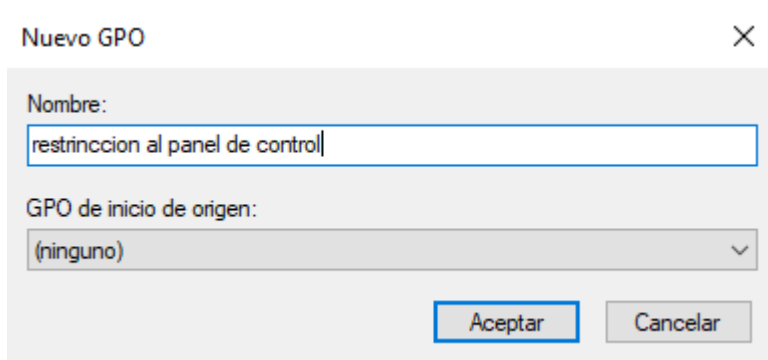 Nuevo GPO
Nombre:
restrinccion al panel de control
GPO de inicio de origen:
(ninguno)
Aceptar
Cancelar